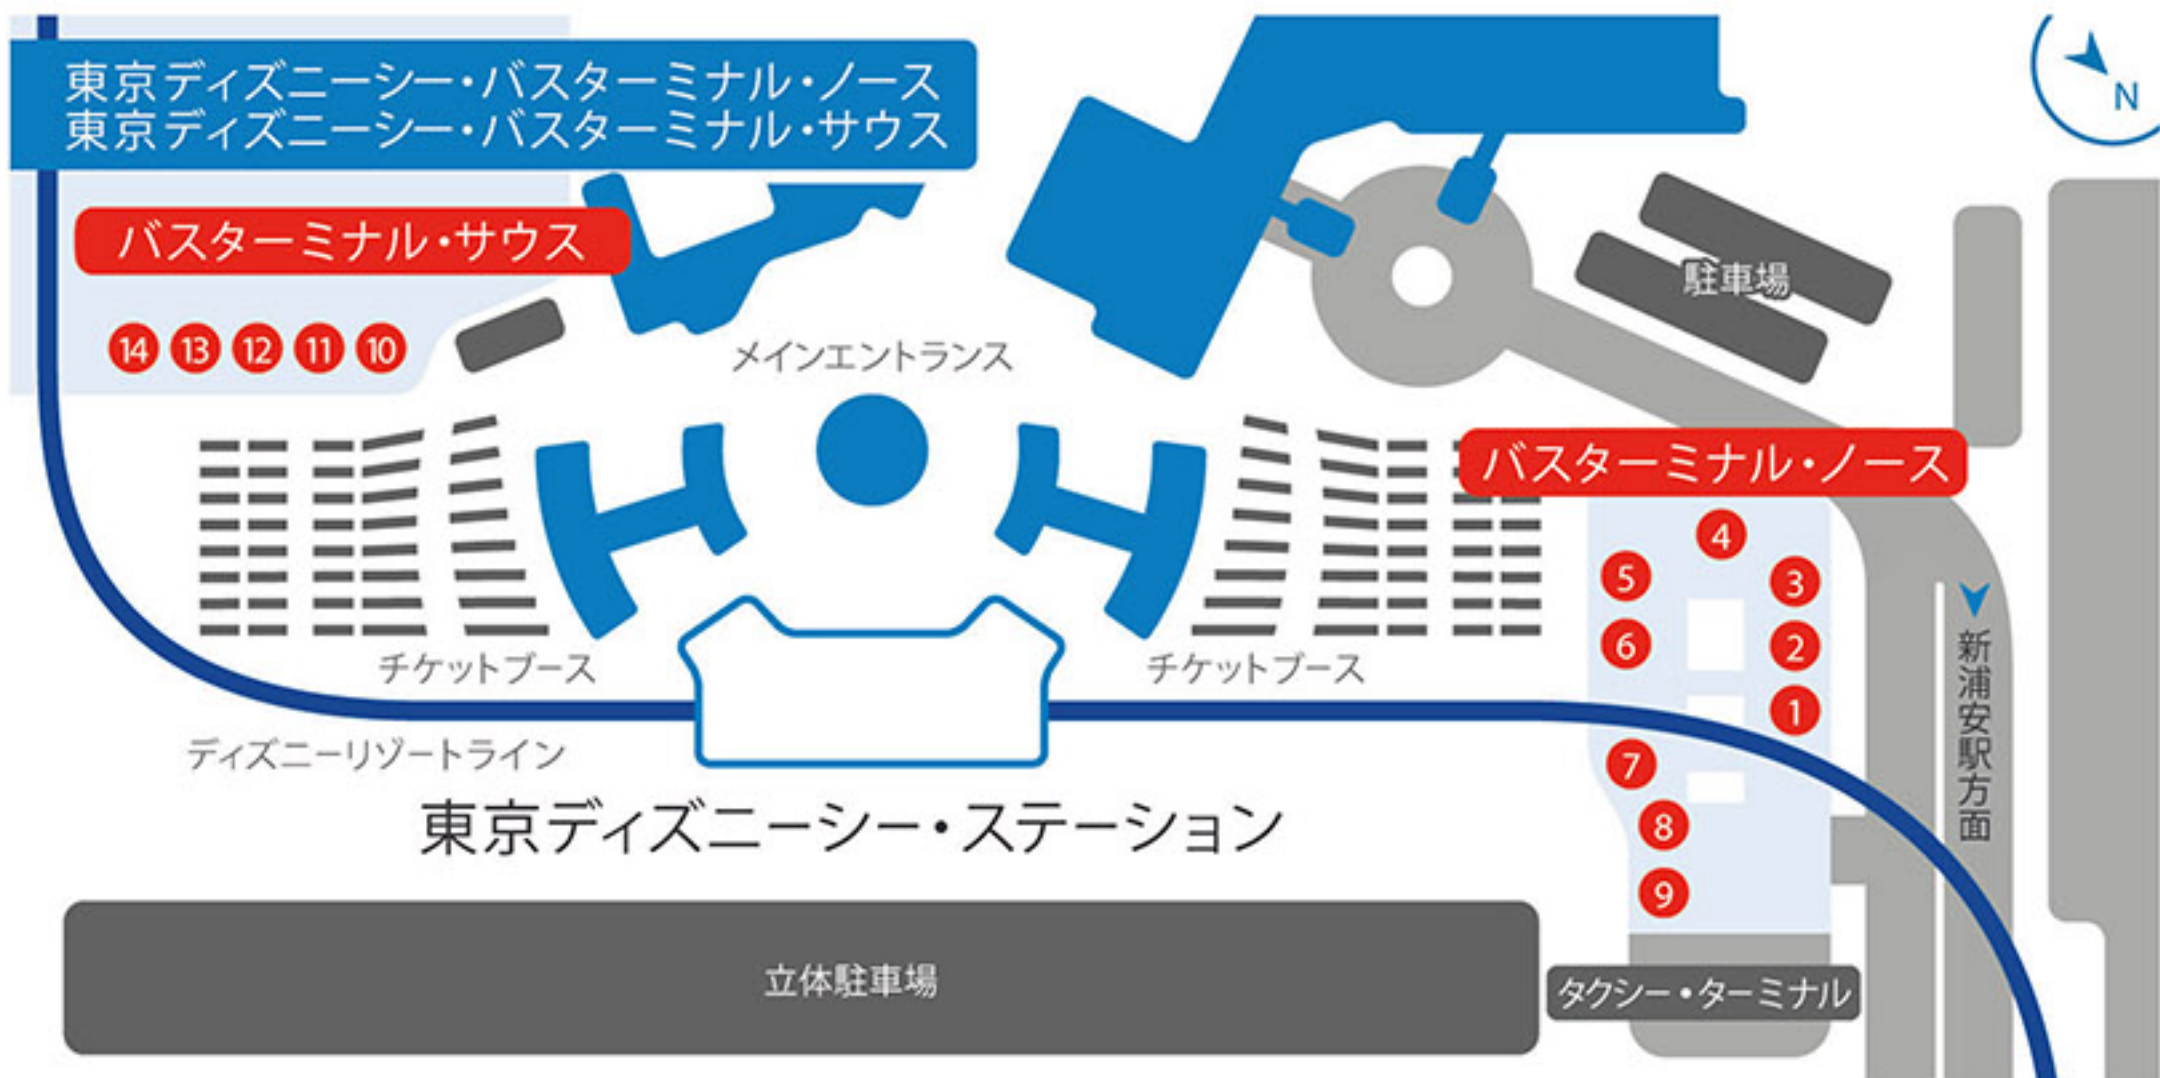 東京ディズニーシー・バスターミナル・ノース
東京ディズニーシー・バスターミナル・サウス
N
バスターミナル・サウス
駐車場
14 13 12 11 10
メインエントランス
バスターミナル・ノース
4
5
3
6
2
1
新浦安駅方面
チケットブース
チケットブース
ディズニーリゾートライン
7
東京ディズニーシー・ステーション
8
9
立体駐車場
タクシー・ターミナル